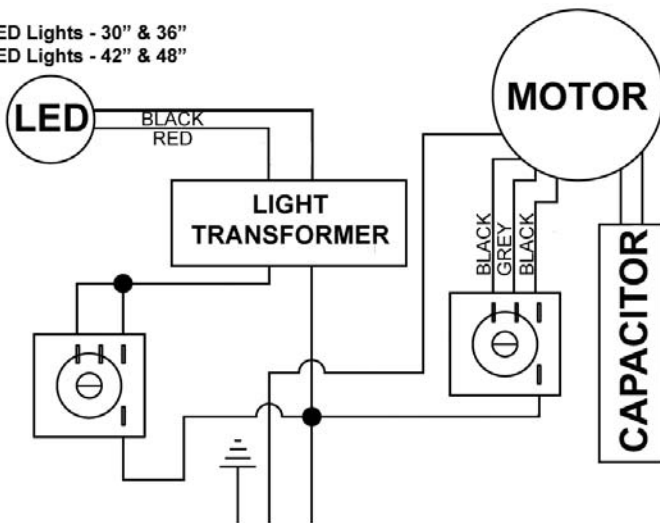 ED Lights - 30” & 36”
ED Lights - 42” & 48”
LED
BLACK
RED
MOTOR
LIGHT
TRANSFORMER
BLACK
GREY
BLACK
CAPACITOR